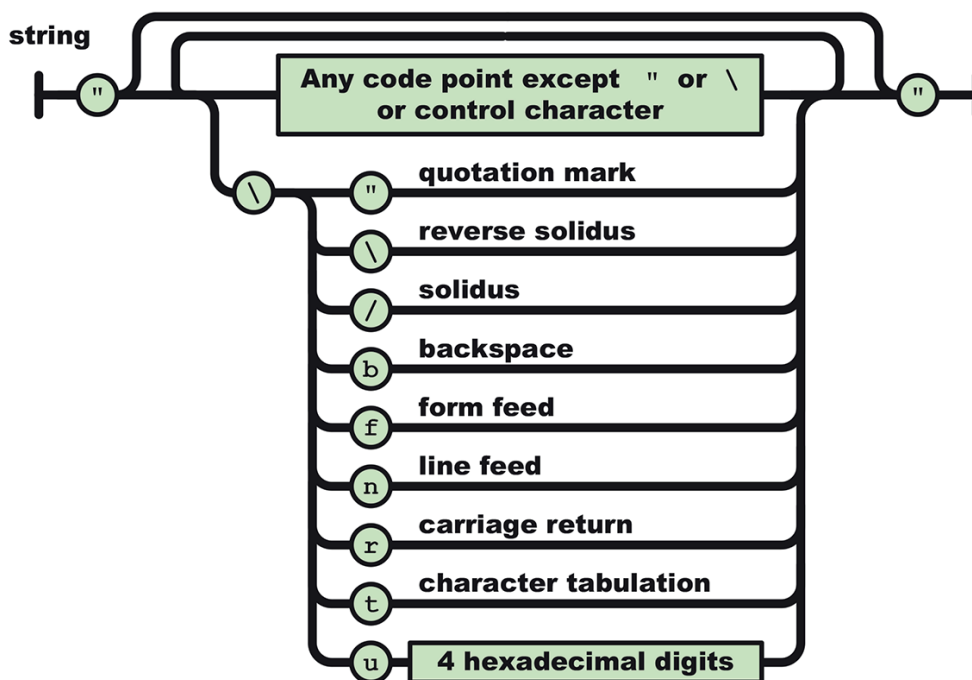 string
" Any code point except " or \ "
or control character
\ " quotation mark
\ reverse solidus
/ solidus
b backspace
f form feed
n line feed
r carriage return
t character tabulation
u 4 hexadecimal digits